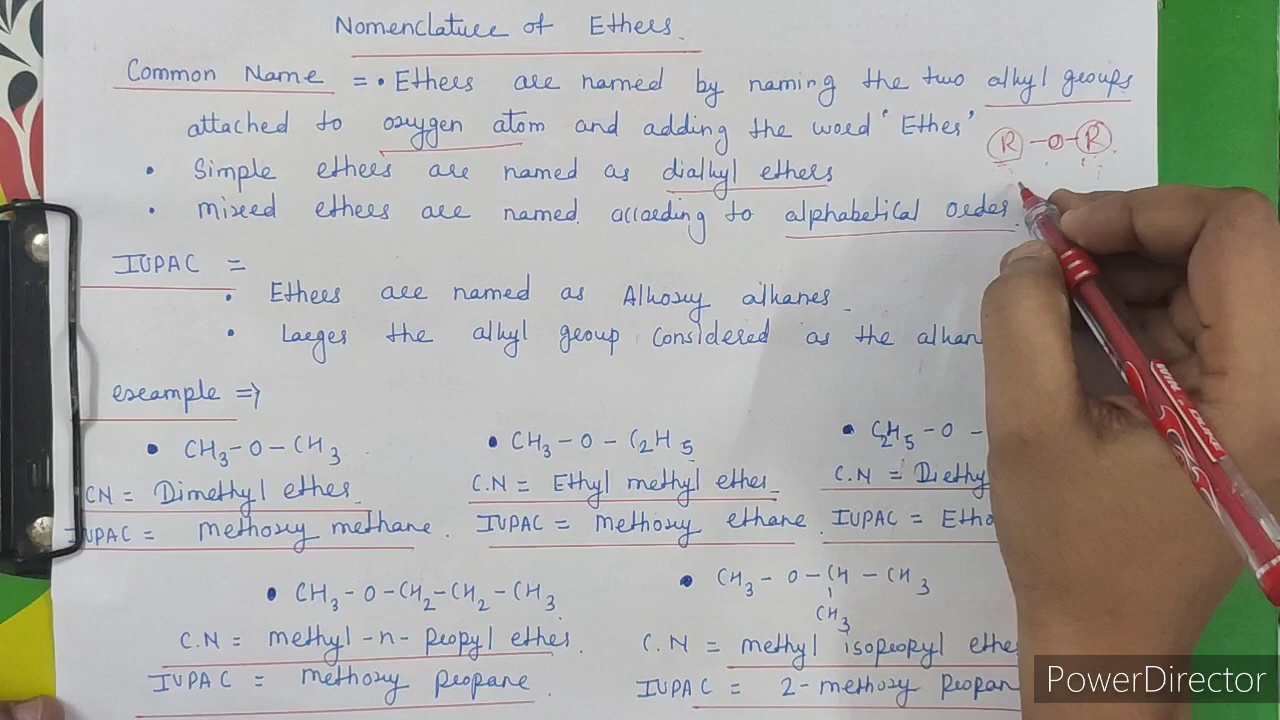 Nomenclature of Ethers.
Common Name = • Ethers are named by naming the two alkyl groups
attached to oxygen atom and adding the word 'Ether'
R - O - R
• Simple ethers are named as dialkyl ethers
• mixed ethers are named according to alphabetical order.
IUPAC =
• Ethers are named as Alkoxy alkanes
• Larger the alkyl group considered as the alkan
example ⇒
• CH₃-O-CH₃
CN = Dimethyl ether
IUPAC = methoxy methane.
• CH₃-O-C₂H₅
C.N = Ethyl methyl ether
IUPAC = Methoxy ethane.
• C₂H₅-O-
C.N = Diethy
IUPAC = Etho
• CH₃-O-CH₂-CH₂-CH₃
C.N = methyl-n-propyl ether.
IUPAC = methoxy propane.
• CH₃-O-CH-CH₃
CH₃
C.N = methyl isopropyl ethe
IUPAC = 2-methoxy propan
WIN DUKE
PowerDirector